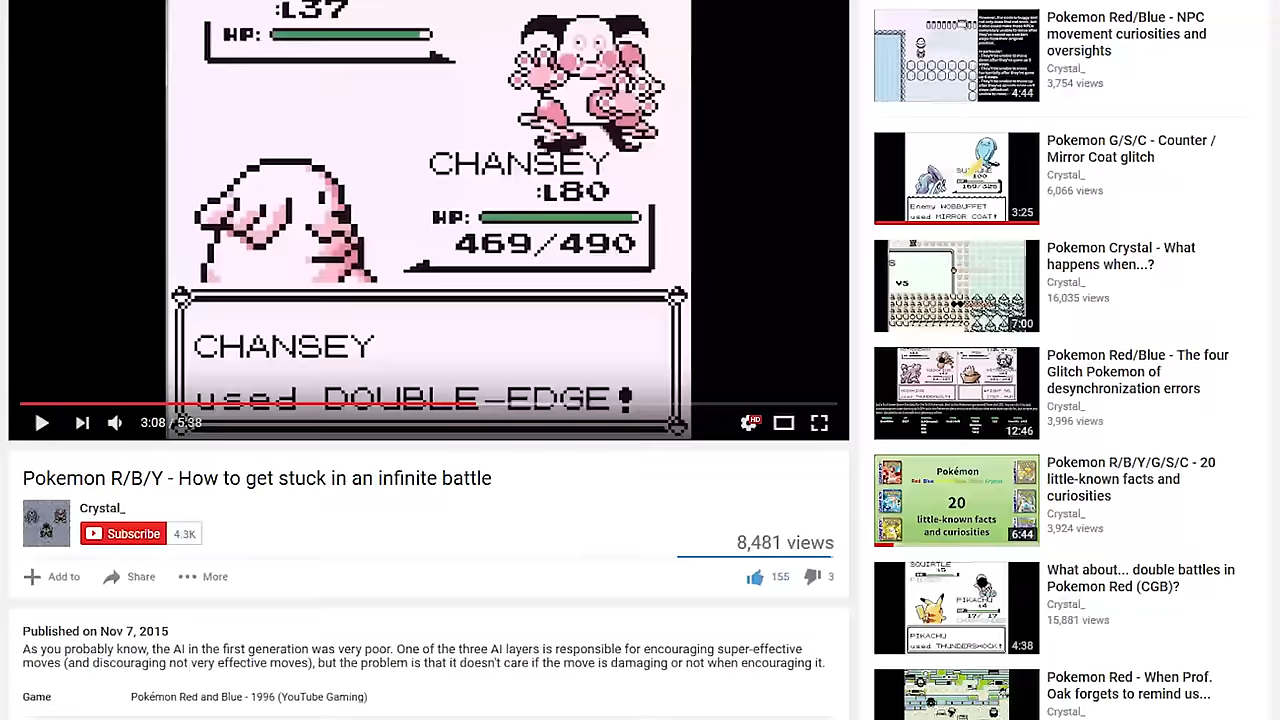 :L37
HP:
CHANSEY
:L80
HP:
469/490
CHANSEY
used DOUBLE-EDGE!
3:08 / 5:38
HD
Pokemon R/B/Y - How to get stuck in an infinite battle
Crystal_
Subscribe 4.3K
8,481 views
Add to Share More
155 3
Published on Nov 7, 2015
As you probably know, the AI in the first generation was very poor. One of the three AI layers is responsible for encouraging super-effective
moves (and discouraging not very effective moves), but the problem is that it doesn't care if the move is damaging or not when encouraging it.
Game Pokémon Red and Blue - 1996 (YouTube Gaming)
4:44
Pokemon Red/Blue - NPC
movement curiosities and
oversights
Crystal_
3,754 views
Enemy WOBBUFFET
used MIRROR COAT!
3:25
Pokemon G/S/C - Counter /
Mirror Coat glitch
Crystal_
6,066 views
VS
7:00
Pokemon Crystal - What
happens when...?
Crystal_
16,035 views
12:46
Pokemon Red/Blue - The four
Glitch Pokemon of
desynchronization errors
Crystal_
3,996 views
Pokémon
20
little-known facts
and curiosities
6:44
Pokemon R/B/Y/G/S/C - 20
little-known facts and
curiosities
Crystal_
3,924 views
SQUIRTLE
PIKACHU
17/ 17
PIKACHU
used THUNDERSHOCK!
4:38
What about... double battles in
Pokemon Red (CGB)?
Crystal_
15,881 views
Pokemon Red - When Prof.
Oak forgets to remind us...
Crystal_